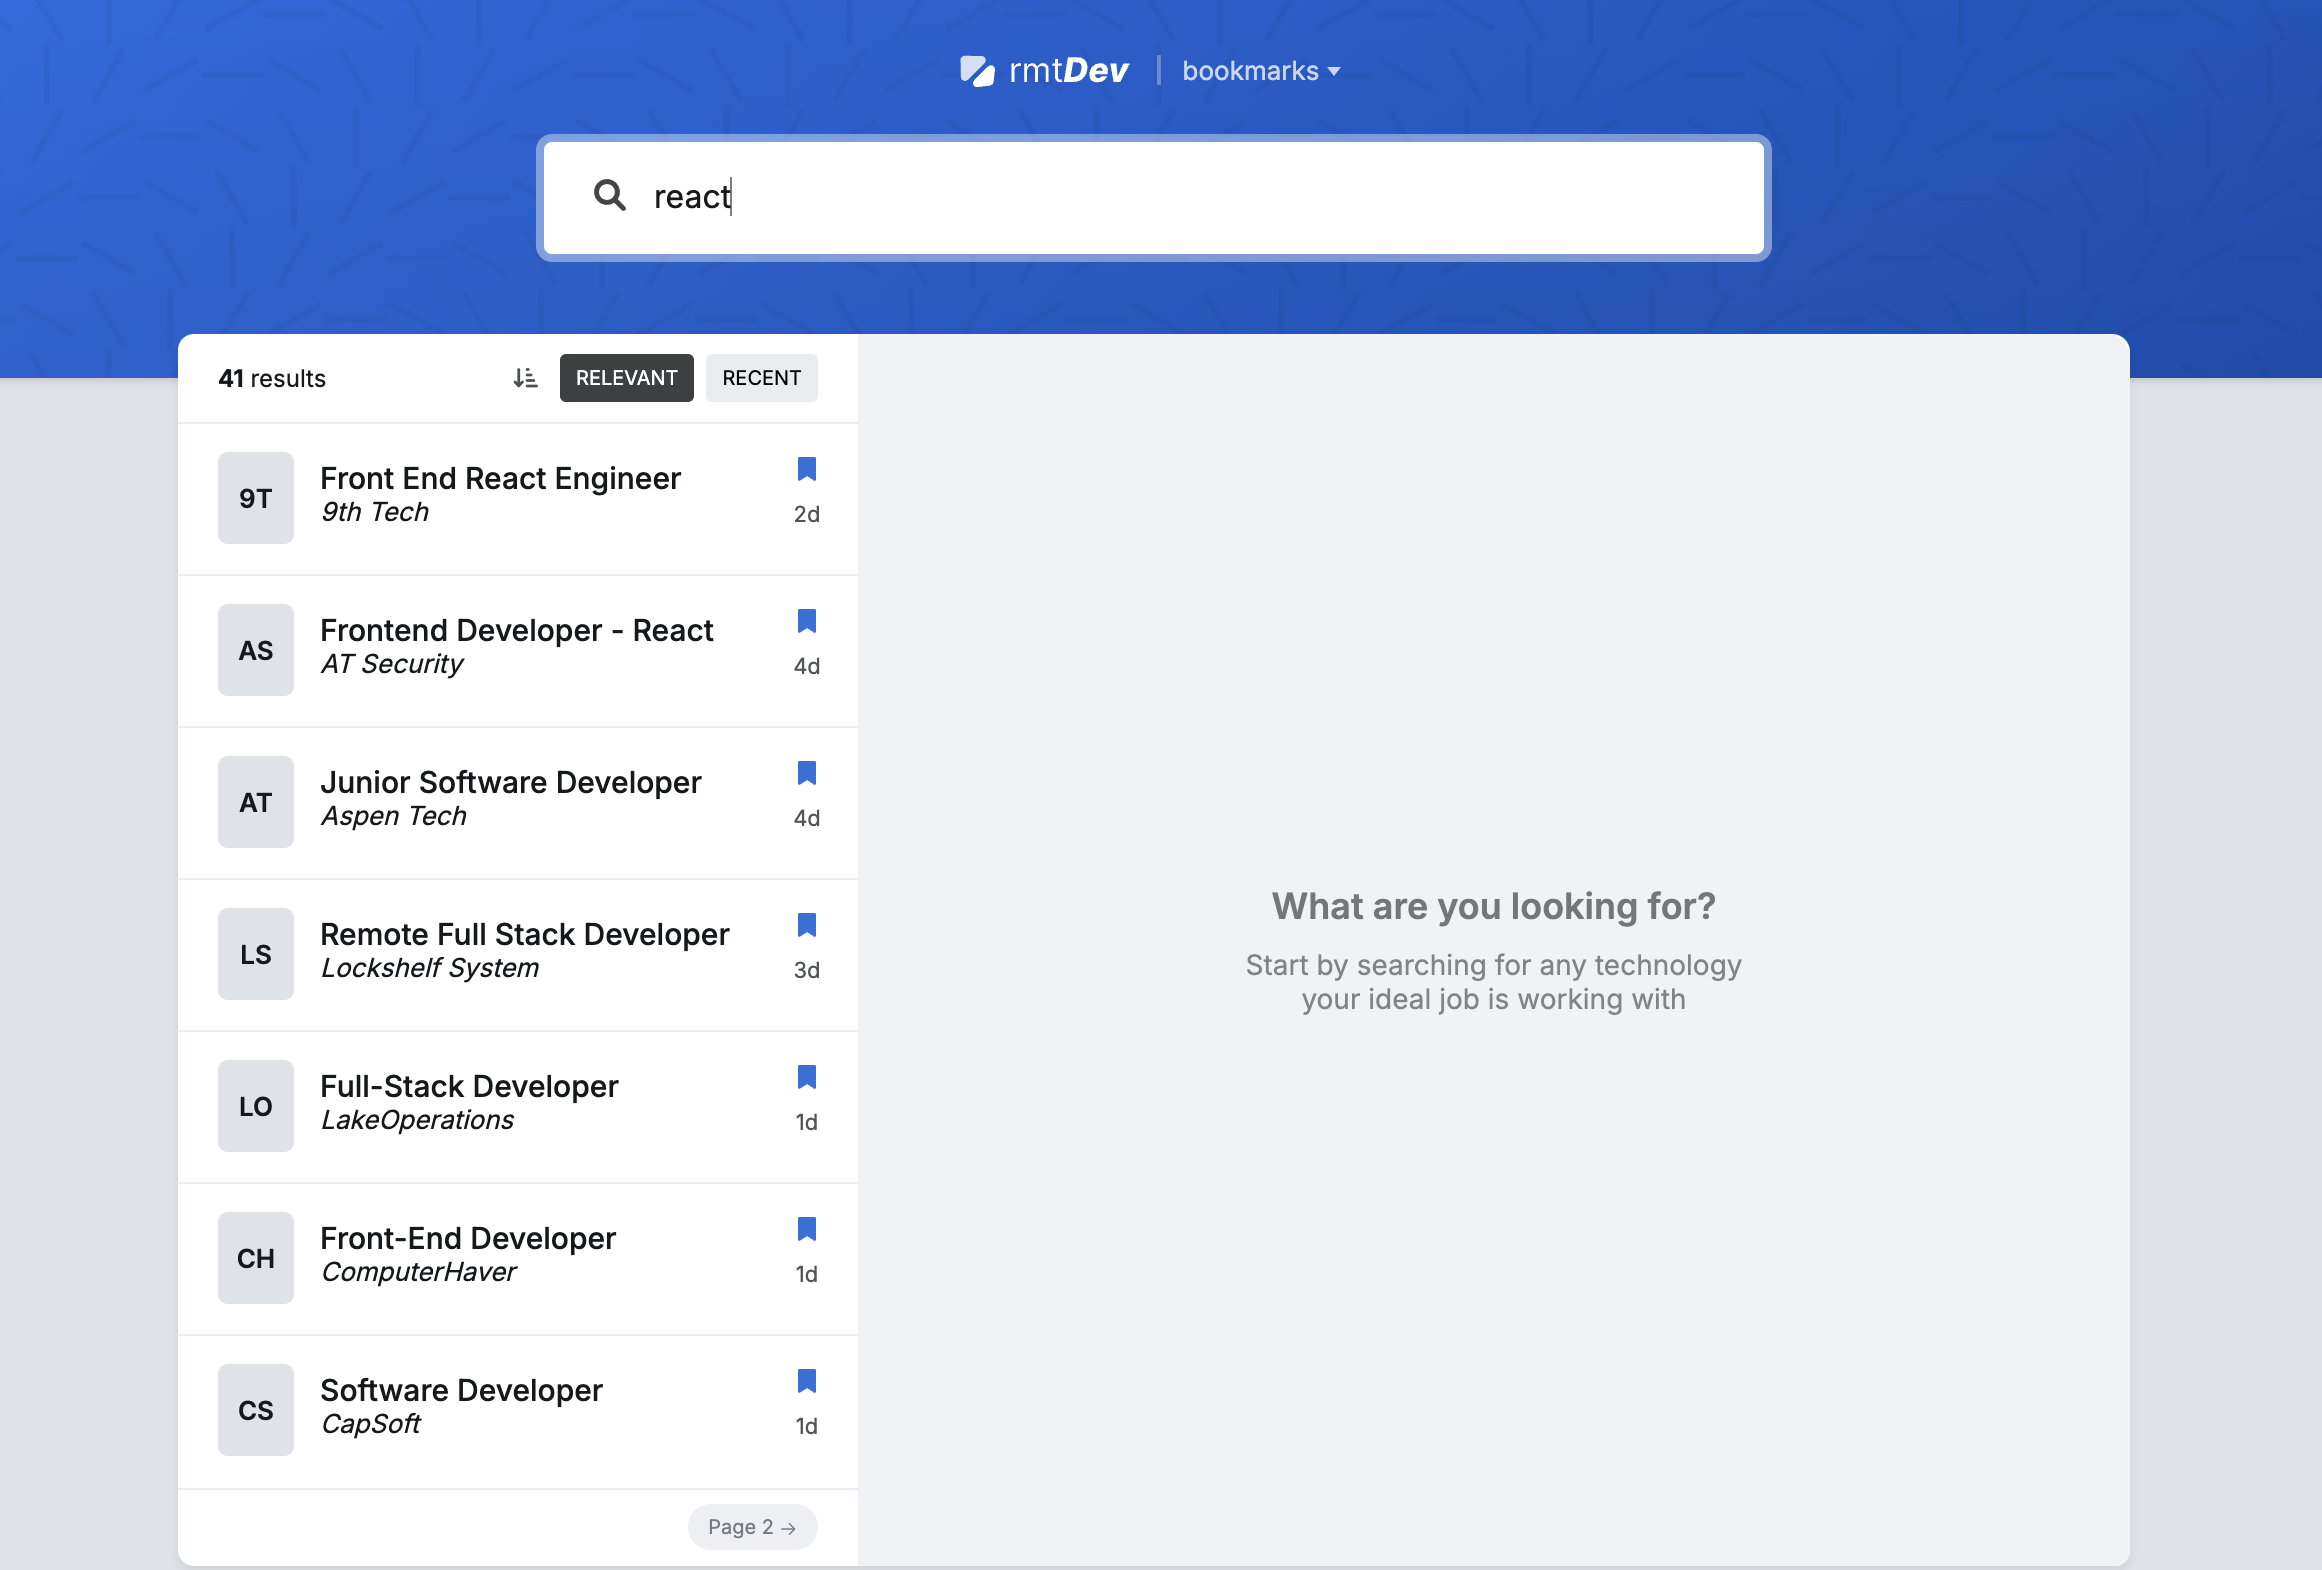 rmtDev
bookmarks
react
41 results
RELEVANT
RECENT
9T
Front End React Engineer
9th Tech
2d
AS
Frontend Developer - React
AT Security
4d
AT
Junior Software Developer
Aspen Tech
4d
LS
Remote Full Stack Developer
Lockshelf System
3d
LO
Full-Stack Developer
LakeOperations
1d
CH
Front-End Developer
ComputerHaver
1d
CS
Software Developer
CapSoft
1d
Page 2 →
What are you looking for?
Start by searching for any technology
your ideal job is working with